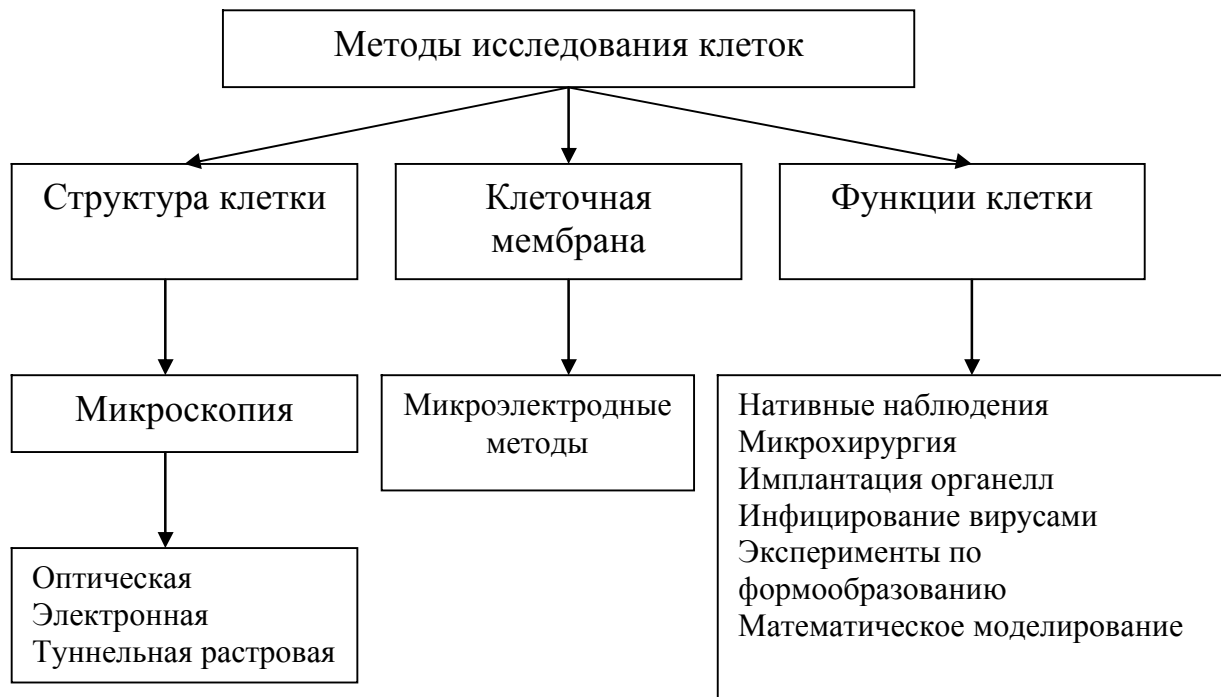 Методы исследования клеток
Структура клетки
Клеточная
мембрана
Функции клетки
Микроскопия
Микроэлектродные
методы
Нативные наблюдения
Микрохирургия
Имплантация органелл
Инфицирование вирусами
Эксперименты по
формообразованию
Математическое моделирование
Оптическая
Электронная
Туннельная растровая